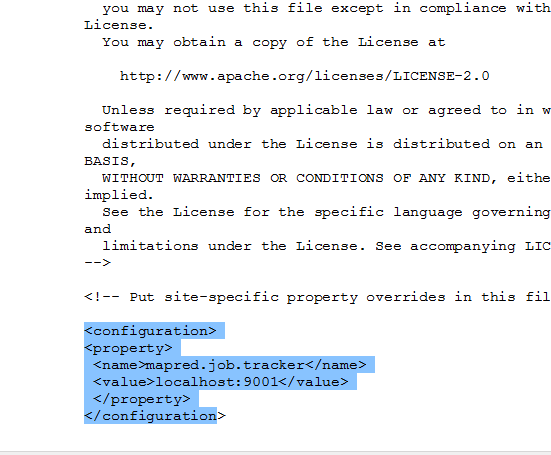 you may not use this file except in compliance with
License.
You may obtain a copy of the License at
http://www.apache.org/licenses/LICENSE-2.0
Unless required by applicable law or agreed to in w
software
distributed under the License is distributed on an
BASIS,
WITHOUT WARRANTIES OR CONDITIONS OF ANY KIND, eithe
implied.
See the License for the specific language governing
and
limitations under the License. See accompanying LIC
-->
<!-- Put site-specific property overrides in this fil
<configuration>
<property>
<name>mapred.job.tracker</name>
<value>localhost:9001</value>
</property>
</configuration>